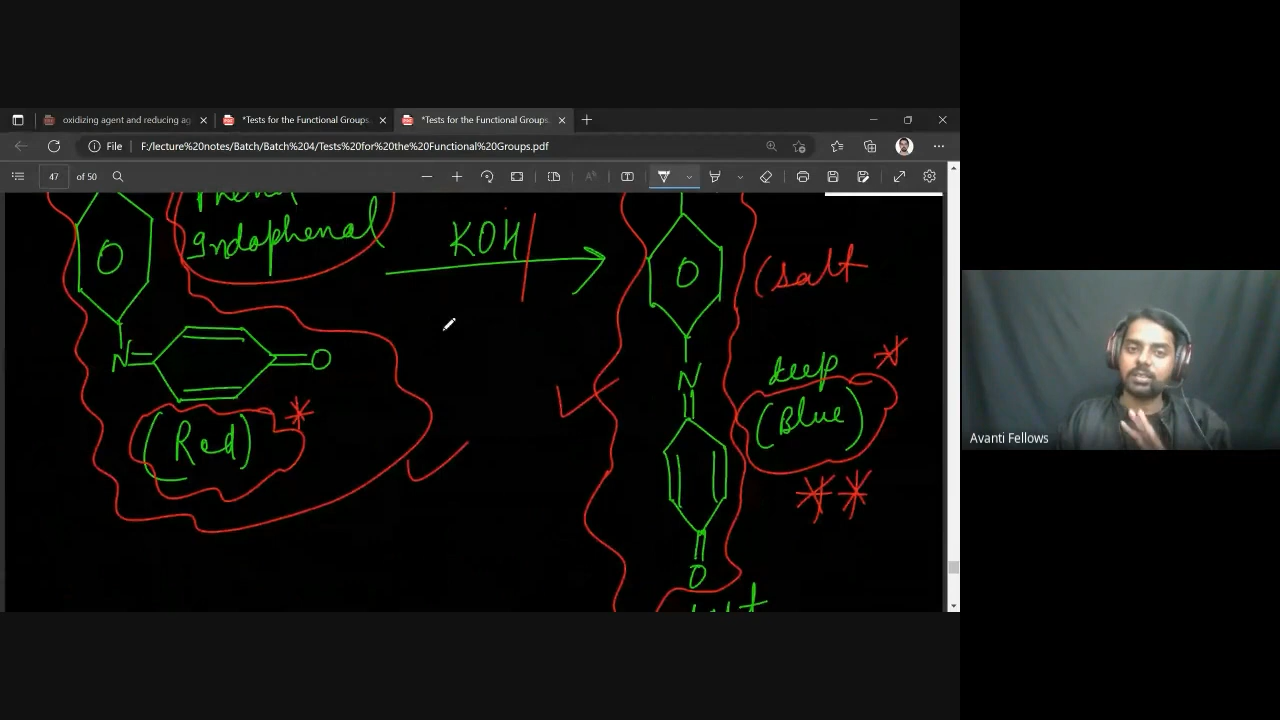 oxidizing agent and reducing ag
*Tests for the Functional Groups.
*Tests for the Functional Groups.
File
F:/lecture%20notes/Batch/Batch%204/Tests%20for%20the%20Functional%20Groups.pdf
47 of 50
Indophenal
KOH
O
O
(salt
N
O
N
deep
(Blue)
(Red)
O
Avanti Fellows